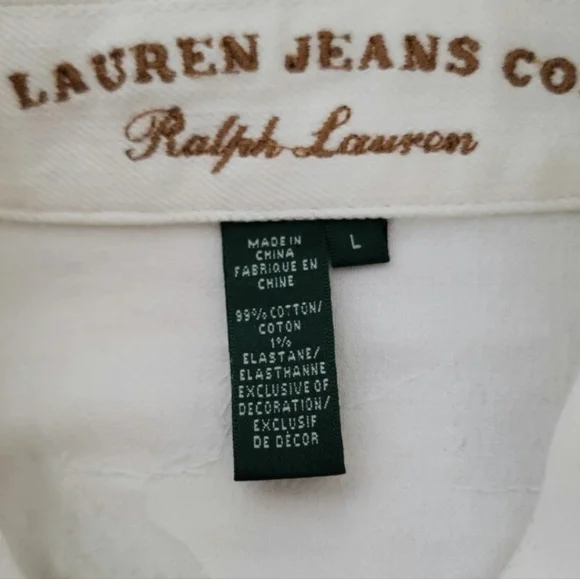 LAUREN JEANS CO.
Ralph Lauren
L
MADE IN
CHINA
FABRIQUE EN
CHINE
99% COTTON/
COTON
1%
ELASTANE/
ELASTHANNE
EXCLUSIVE OF
DECORATION/
EXCLUSIF
DE DÉCOR